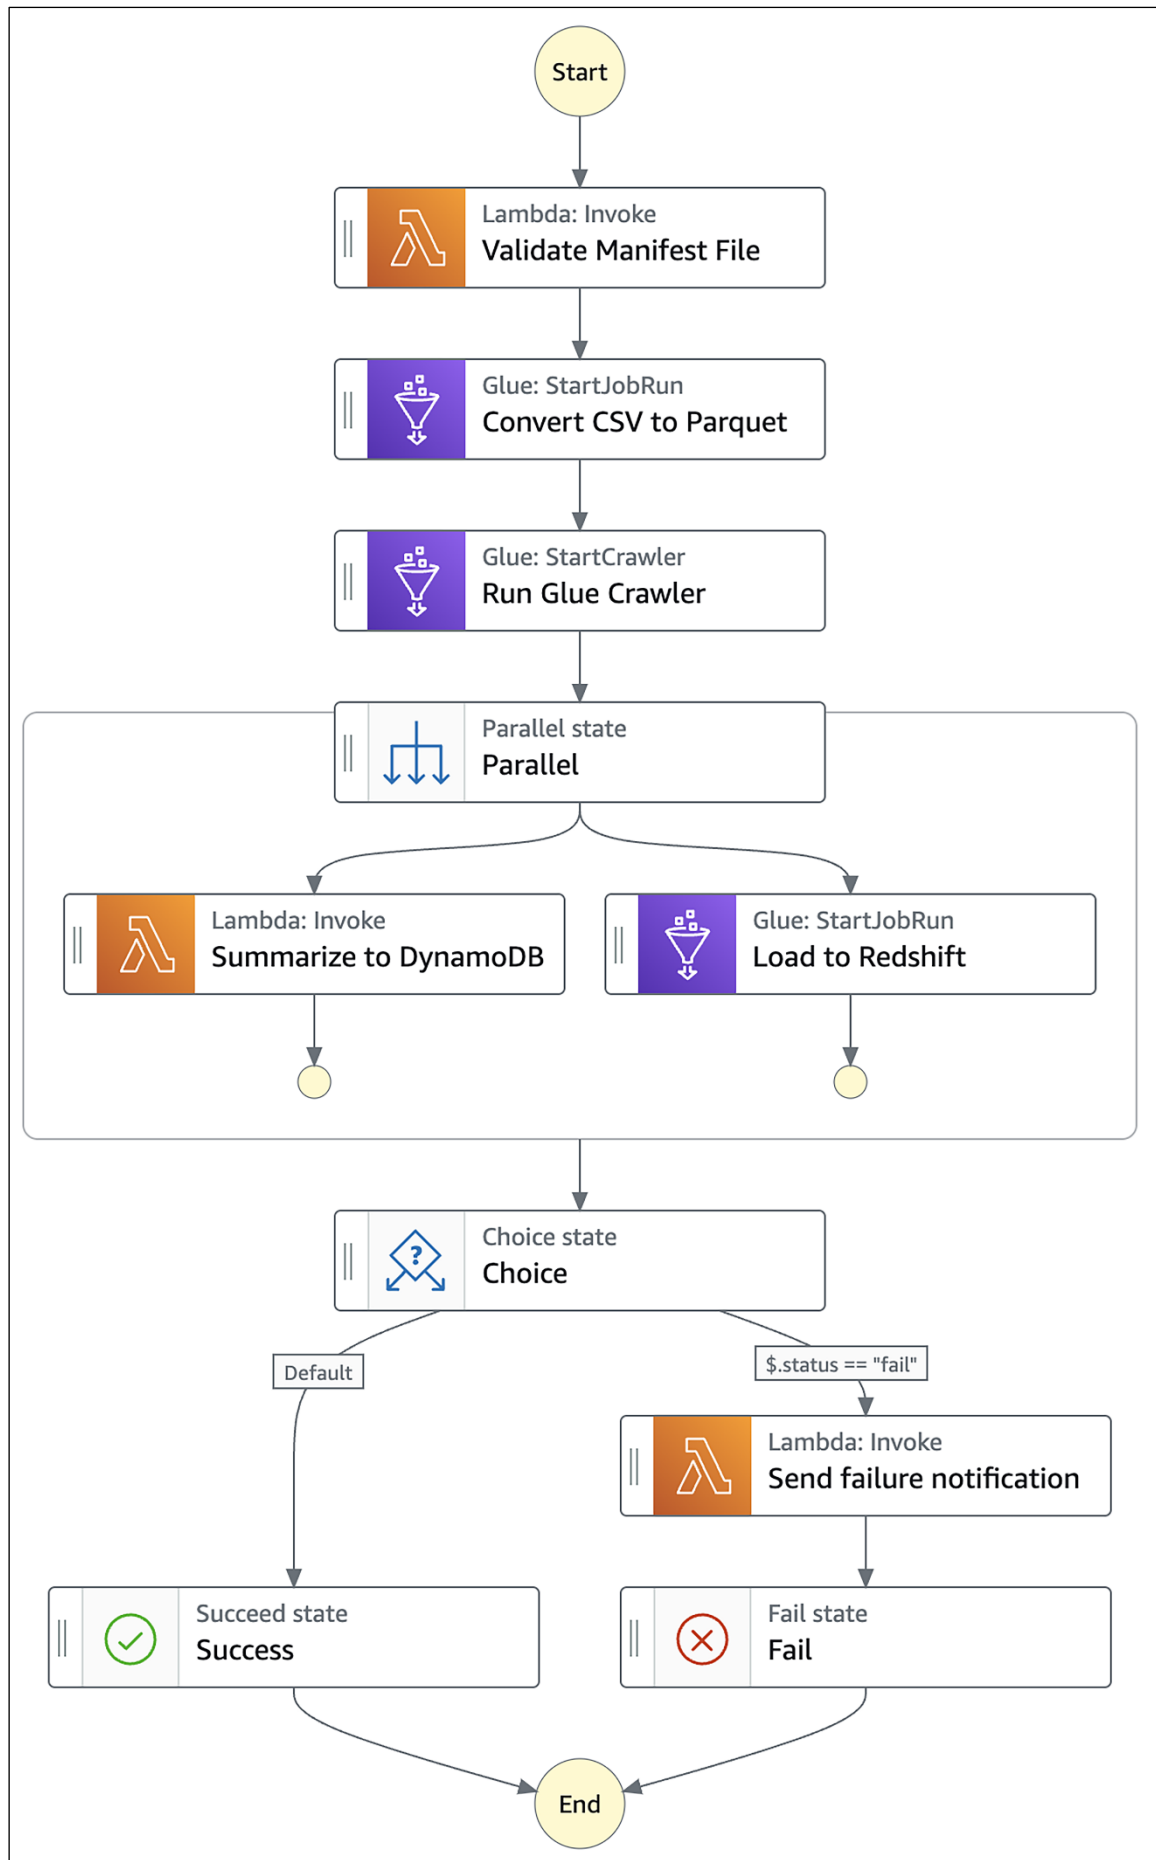 Start
Lambda: Invoke
Validate Manifest File
Glue: StartJobRun
Convert CSV to Parquet
Glue: StartCrawler
Run Glue Crawler
Parallel state
Parallel
Lambda: Invoke
Summarize to DynamoDB
Glue: StartJobRun
Load to Redshift
Choice state
Choice
?
Default
$.status == "fail"
Lambda: Invoke
Send failure notification
Succeed state
Success
Fail state
Fail
End